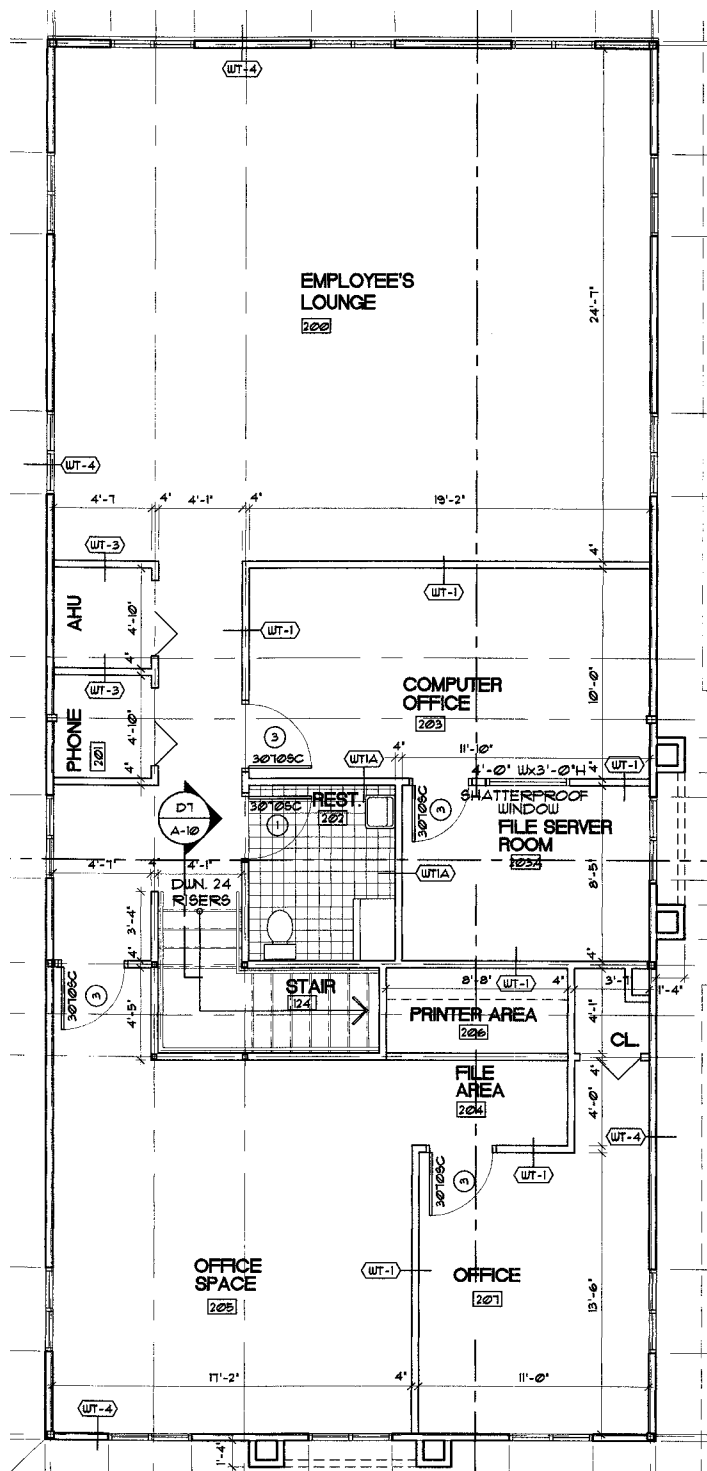 WT-4
EMPLOYEE'S
LOUNGE
200
24'-7"
WT-4
4'-7 4" 4'-1" 4" 19'-2"
WT-3
4"
WT-1
AHU
4'-10"
WT-1
4"
WT-3
COMPUTER
OFFICE
203
10'-0"
PHONE
201
4'-10"
4"
3
3070SC
WT1A
4"
11'-10"
WT-1
4"
4'-0" Wx3'-0"H
SHATTERPROOF
WINDOW
3070SC
1
REST.
202
3070SC
3
FILE SERVER
ROOM
203A
D7
A-10
WT1A
8'-5"
4'-7" 4" 4'-1"
DWN. 24
RISERS
3'-4"
4"
4"
3070SC
3
4'-5"
STAIR
124
8'-8"
WT-1
4"
3'-7"
1'-4"
PRINTER AREA
206
4'-1"
CL.
FILE
AREA
204
4"
4'-0"
WT-4
WT-1
3070SC
3
OFFICE
SPACE
205
WT-1
OFFICE
207
13'-6"
17'-2" 4" 11'-0"
WT-4
1'-4"